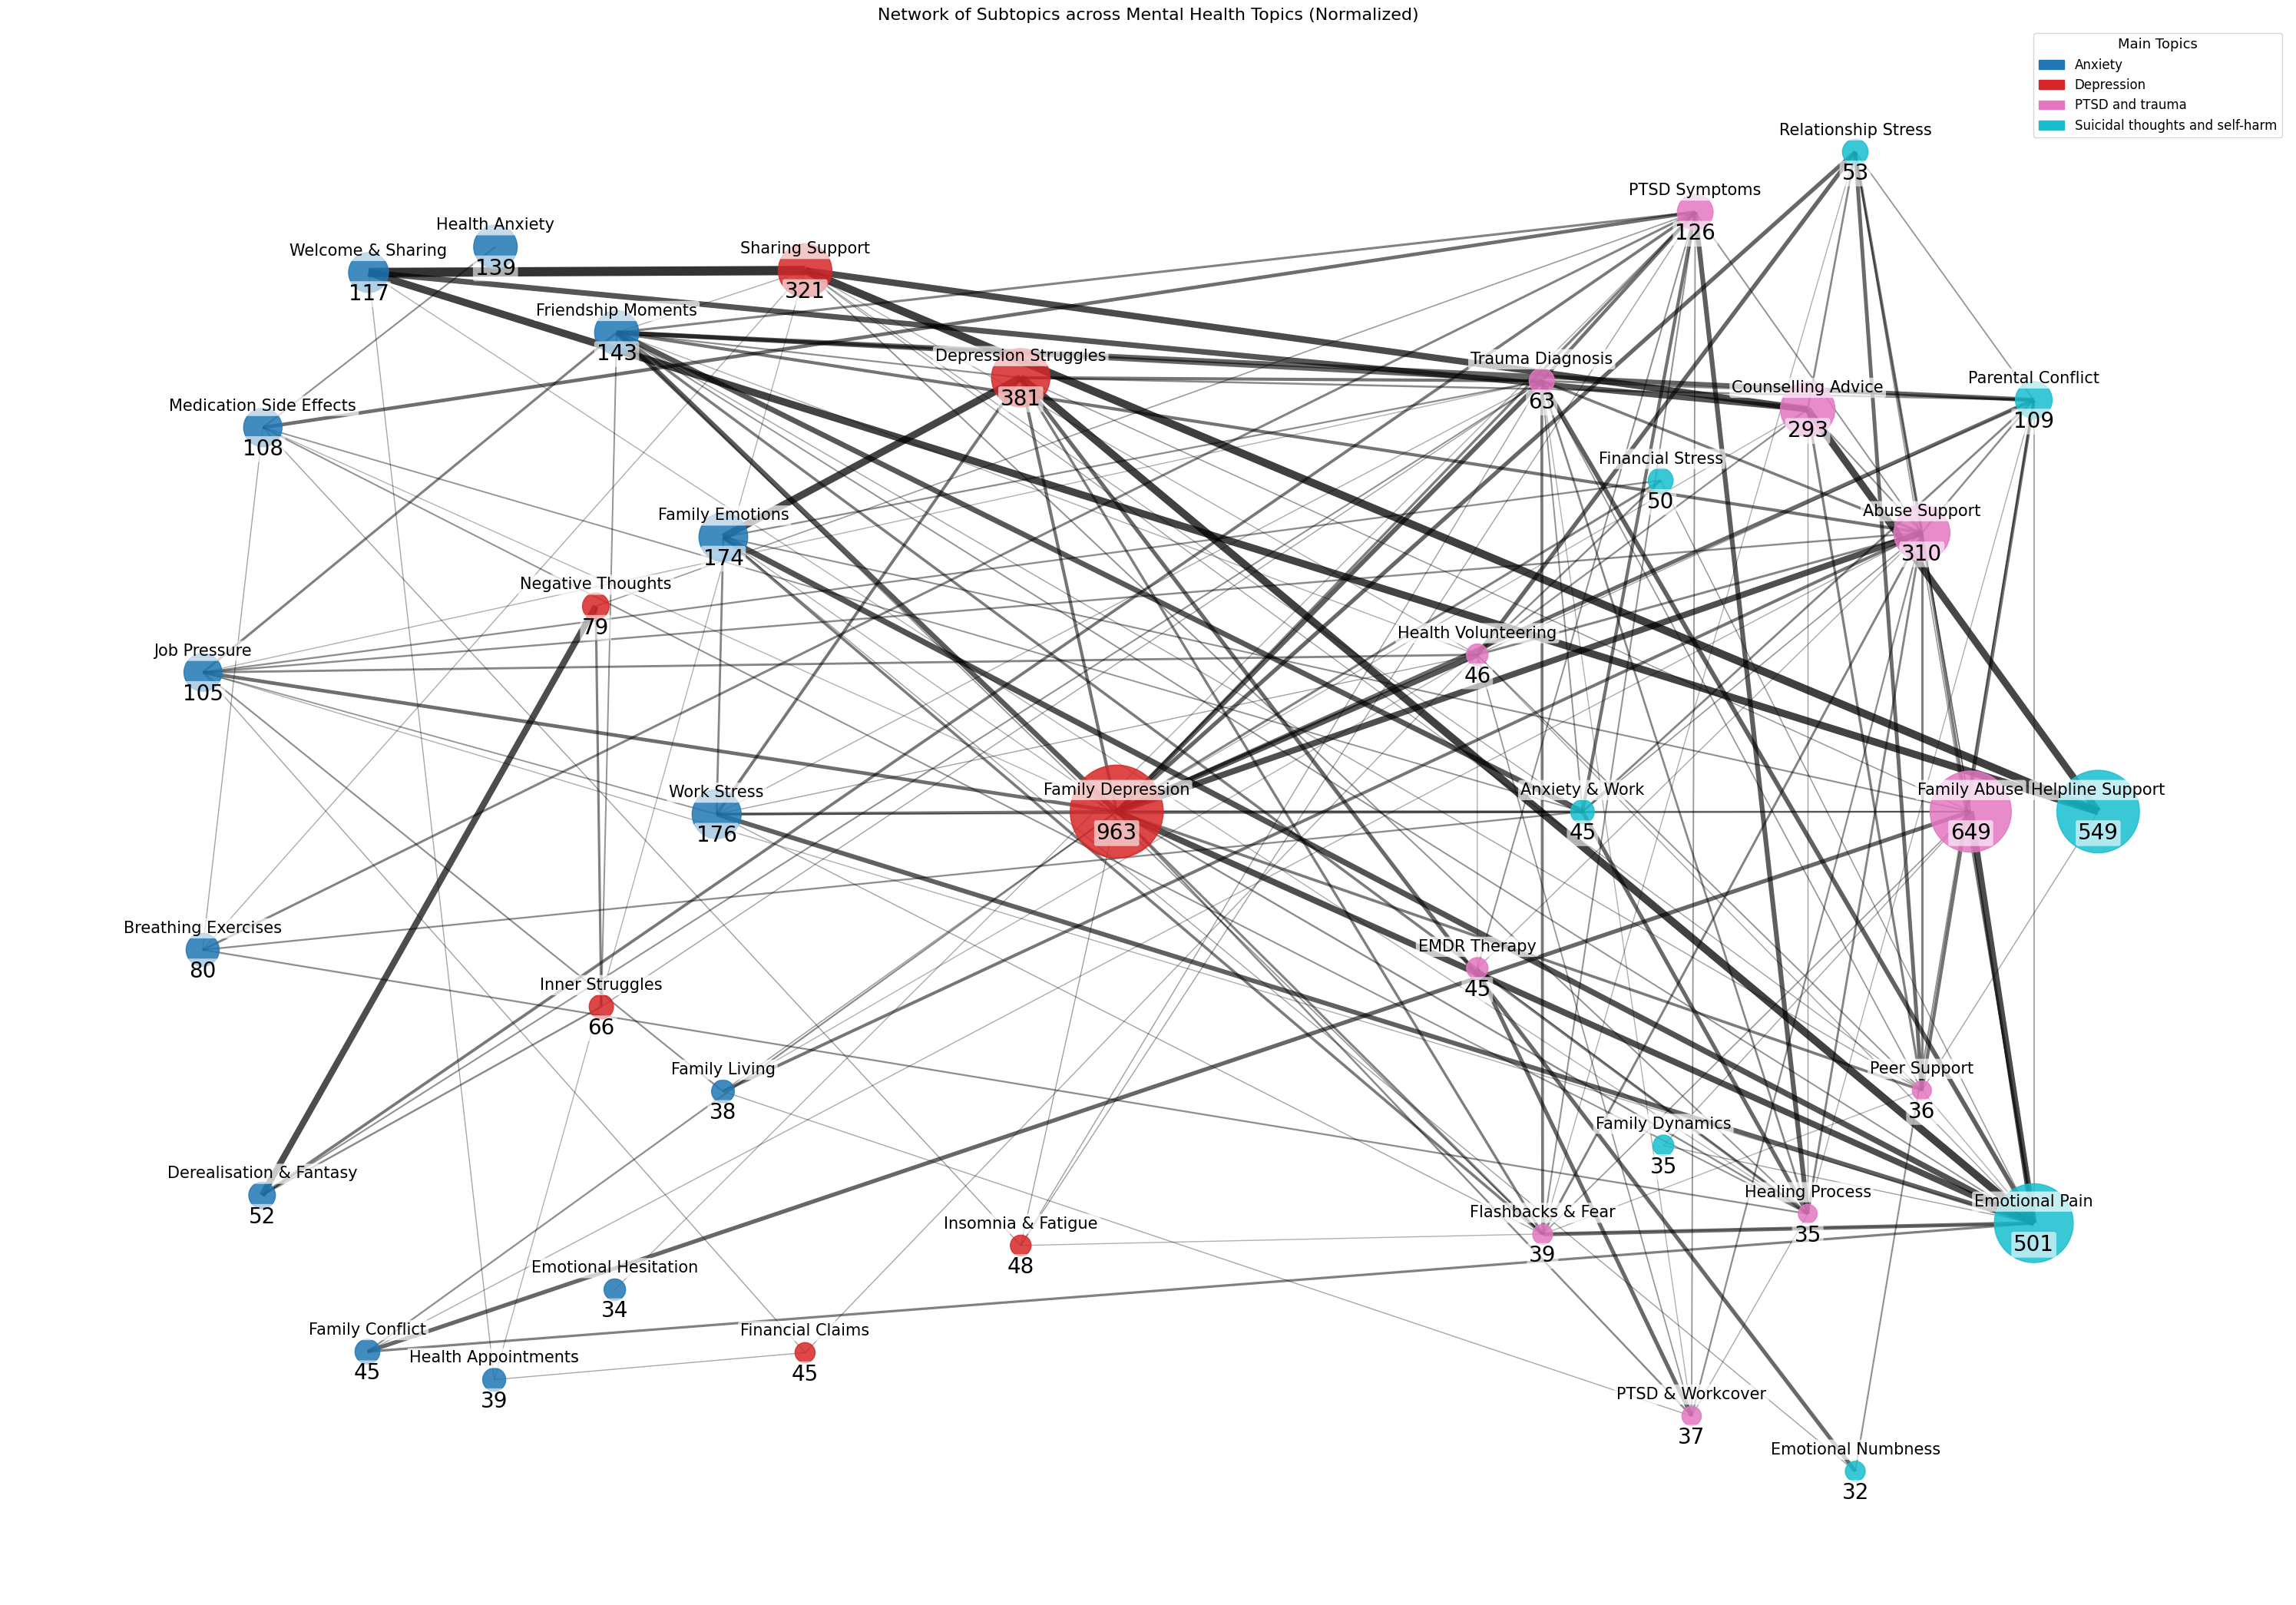 Network of Subtopics across Mental Health Topics (Normalized)
Main Topics
Anxiety
Depression
PTSD and trauma
Suicidal thoughts and self-harm
Relationship Stress
53
PTSD Symptoms
126
Health Anxiety
139
Welcome & Sharing
117
Sharing Support
321
Friendship Moments
143
Depression Struggles
381
Trauma Diagnosis
63
Counselling Advice
293
Parental Conflict
109
Medication Side Effects
108
Financial Stress
50
Family Emotions
174
Abuse Support
310
Negative Thoughts
79
Health Volunteering
46
Job Pressure
105
Work Stress
176
Family Depression
963
Anxiety & Work
45
Family Abuse
649
Helpline Support
549
Breathing Exercises
80
EMDR Therapy
45
Inner Struggles
66
Family Living
38
Peer Support
36
Family Dynamics
35
Derealisation & Fantasy
52
Healing Process
35
Emotional Pain
501
Flashbacks & Fear
39
Insomnia & Fatigue
48
Emotional Hesitation
34
Family Conflict
45
Financial Claims
45
Health Appointments
39
PTSD & Workcover
37
Emotional Numbness
32